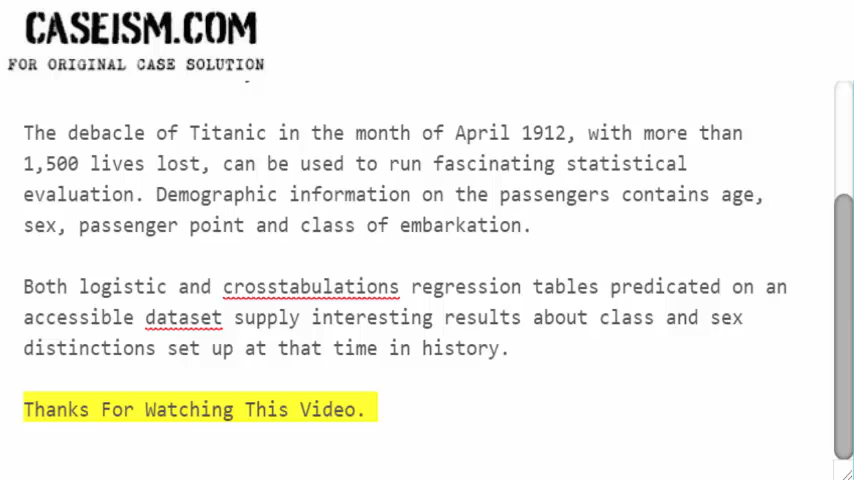 CASEISM.COM
FOR ORIGINAL CASE SOLUTION
The debacle of Titanic in the month of April 1912, with more than
1,500 lives lost, can be used to run fascinating statistical
evaluation. Demographic information on the passengers contains age,
sex, passenger point and class of embarkation.
Both logistic and crosstabulations regression tables predicated on an
accessible dataset supply interesting results about class and sex
distinctions set up at that time in history.
Thanks For Watching This Video.